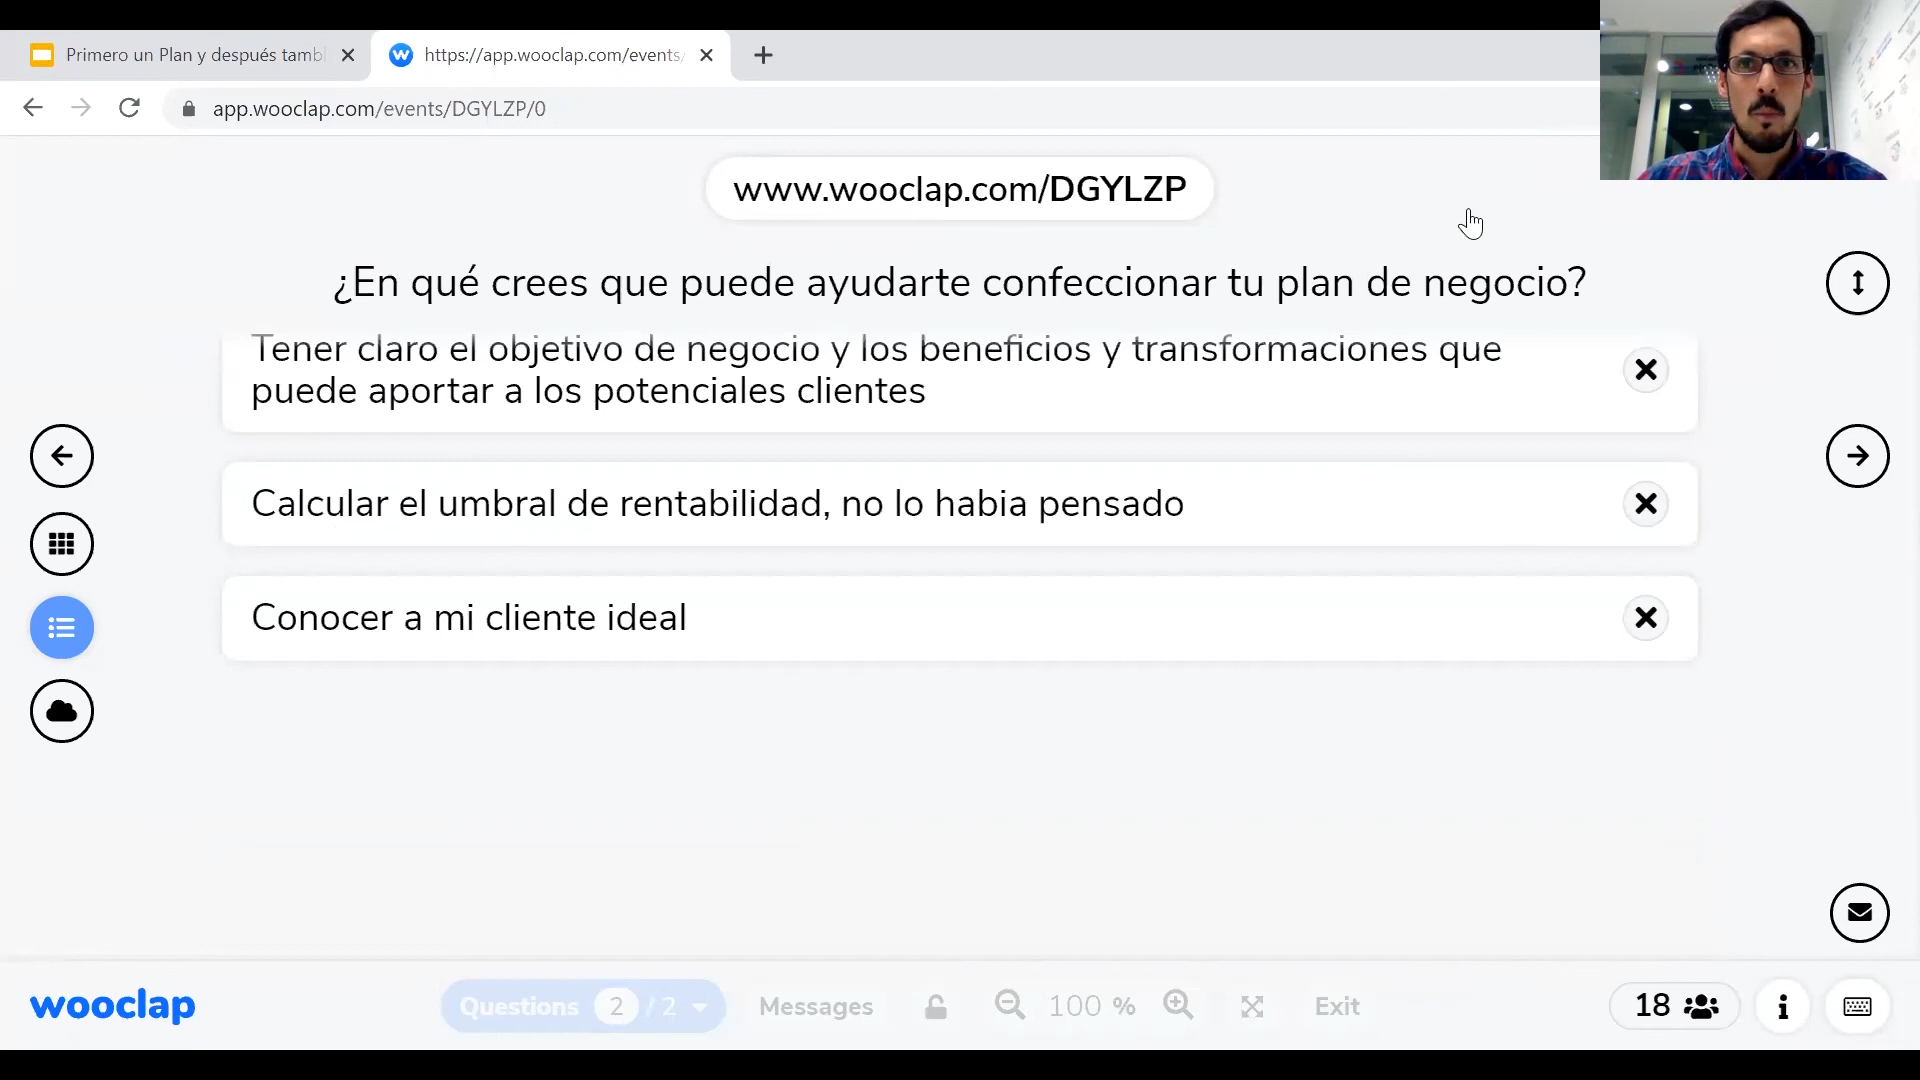 Primero un Plan y después tambi
https://app.wooclap.com/events/
app.wooclap.com/events/DGYLZP/0
www.wooclap.com/DGYLZP
¿En qué crees que puede ayudarte confeccionar tu plan de negocio?
Tener claro el objetivo de negocio y los beneficios y transformaciones que
puede aportar a los potenciales clientes
Calcular el umbral de rentabilidad, no lo habia pensado
Conocer a mi cliente ideal
wooclap
Questions 2 / 2
Messages
100 %
Exit
18